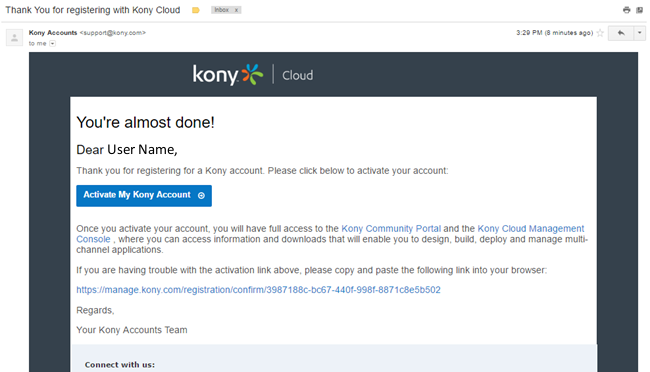 Thank You for registering with Kony Cloud
Inbox x
Kony Accounts <support@kony.com>
3:29 PM (8 minutes ago)
to me
kony Cloud
You're almost done!
Dear User Name,
Thank you for registering for a Kony account. Please click below to activate your account:
Activate My Kony Account
Once you activate your account, you will have full access to the Kony Community Portal and the Kony Cloud Management
Console , where you can access information and downloads that will enable you to design, build, deploy and manage multi-
channel applications.
If you are having trouble with the activation link above, please copy and paste the following link into your browser:
https://manage.kony.com/registration/confirm/3987188c-bc67-440f-998f-8871c8e5b502
Regards,
Your Kony Accounts Team
Connect with us: